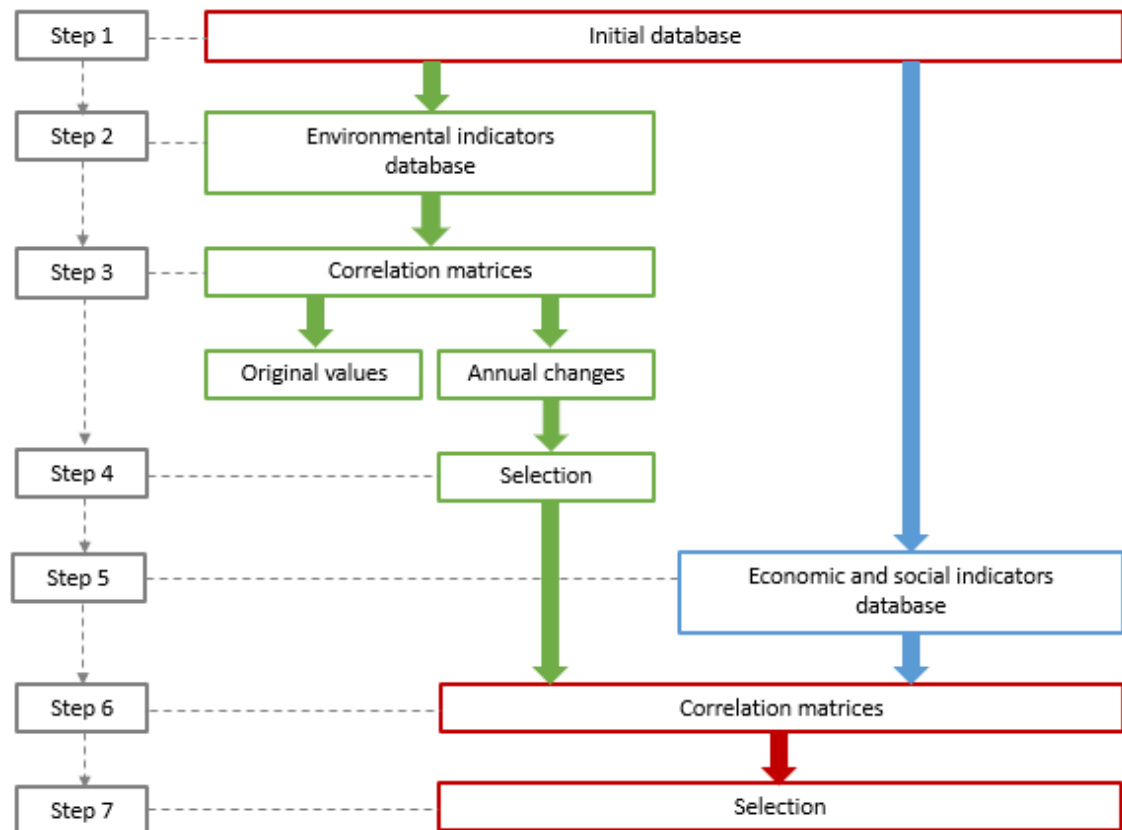 Step 1
Initial database
Step 2
Environmental indicators
database
Step 3
Correlation matrices
Original values
Annual changes
Step 4
Selection
Step 5
Economic and social indicators
database
Step 6
Correlation matrices
Step 7
Selection